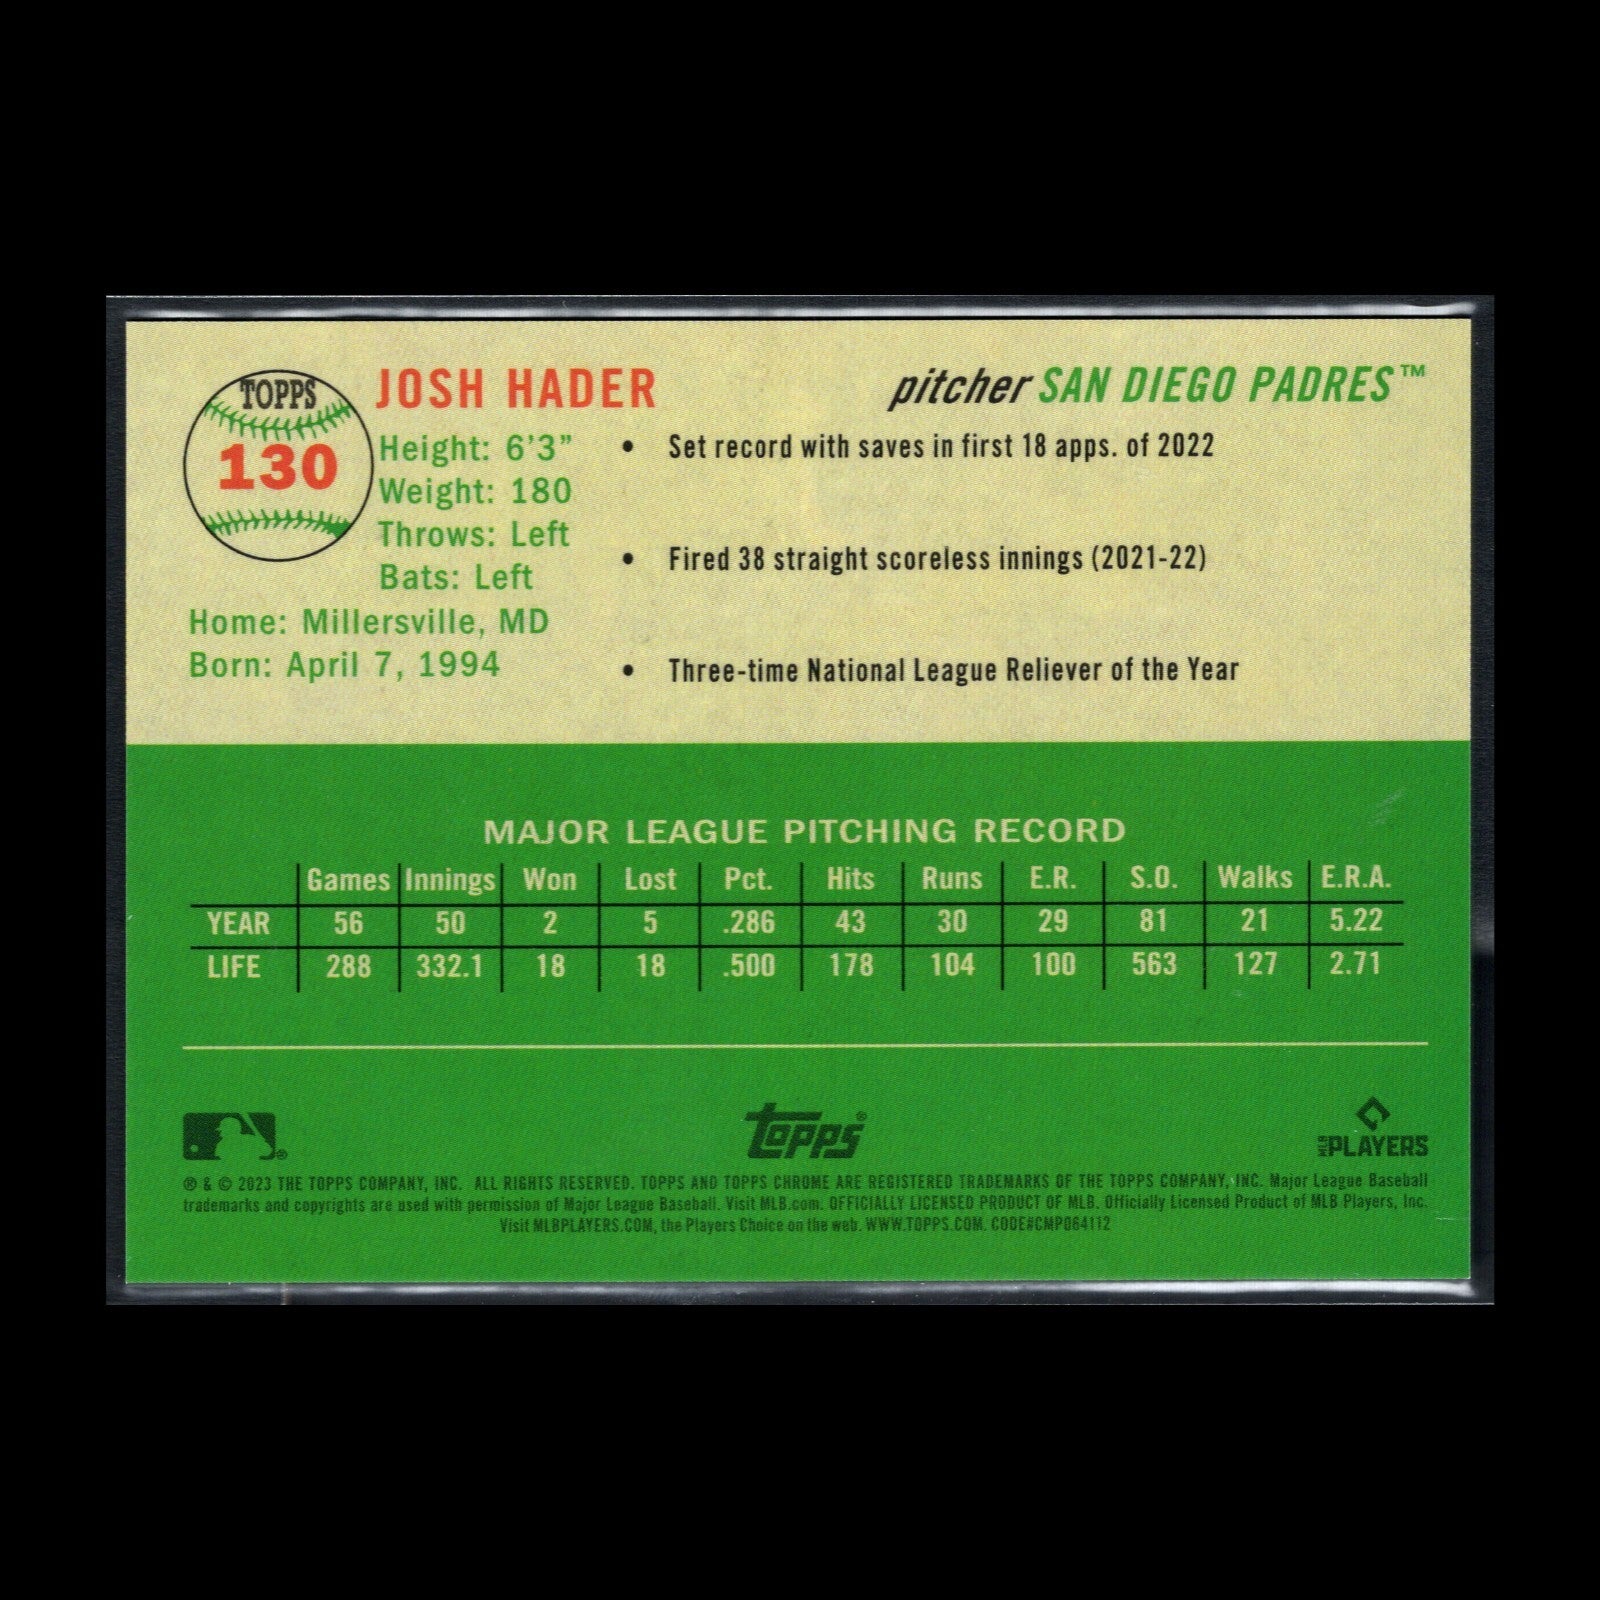 TOPPS
130
JOSH HADER
pitcher SAN DIEGO PADRES™
Height: 6'3"
Weight: 180
Throws: Left
Bats: Left
Home: Millersville, MD
Born: April 7, 1994
• Set record with saves in first 18 apps. of 2022
• Fired 38 straight scoreless innings (2021-22)
• Three-time National League Reliever of the Year
MAJOR LEAGUE PITCHING RECORD
Games Innings Won Lost Pct. Hits Runs E.R. S.O. Walks E.R.A.
YEAR 56 50 2 5 .286 43 30 29 81 21 5.22
LIFE 288 332.1 18 18 .500 178 104 100 563 127 2.71
®
topps®
MLB PLAYERS
® & © 2023 THE TOPPS COMPANY, INC. ALL RIGHTS RESERVED. TOPPS AND TOPPS CHROME ARE REGISTERED TRADEMARKS OF THE TOPPS COMPANY, INC. Major League Baseball
trademarks and copyrights are used with permission of Major League Baseball. Visit MLB.com. OFFICIALLY LICENSED PRODUCT OF MLB. Officially Licensed Product of MLB Players, Inc.
Visit MLBPLAYERS.COM, the Players Choice on the web. WWW.TOPPS.COM. CODE#CMP064112